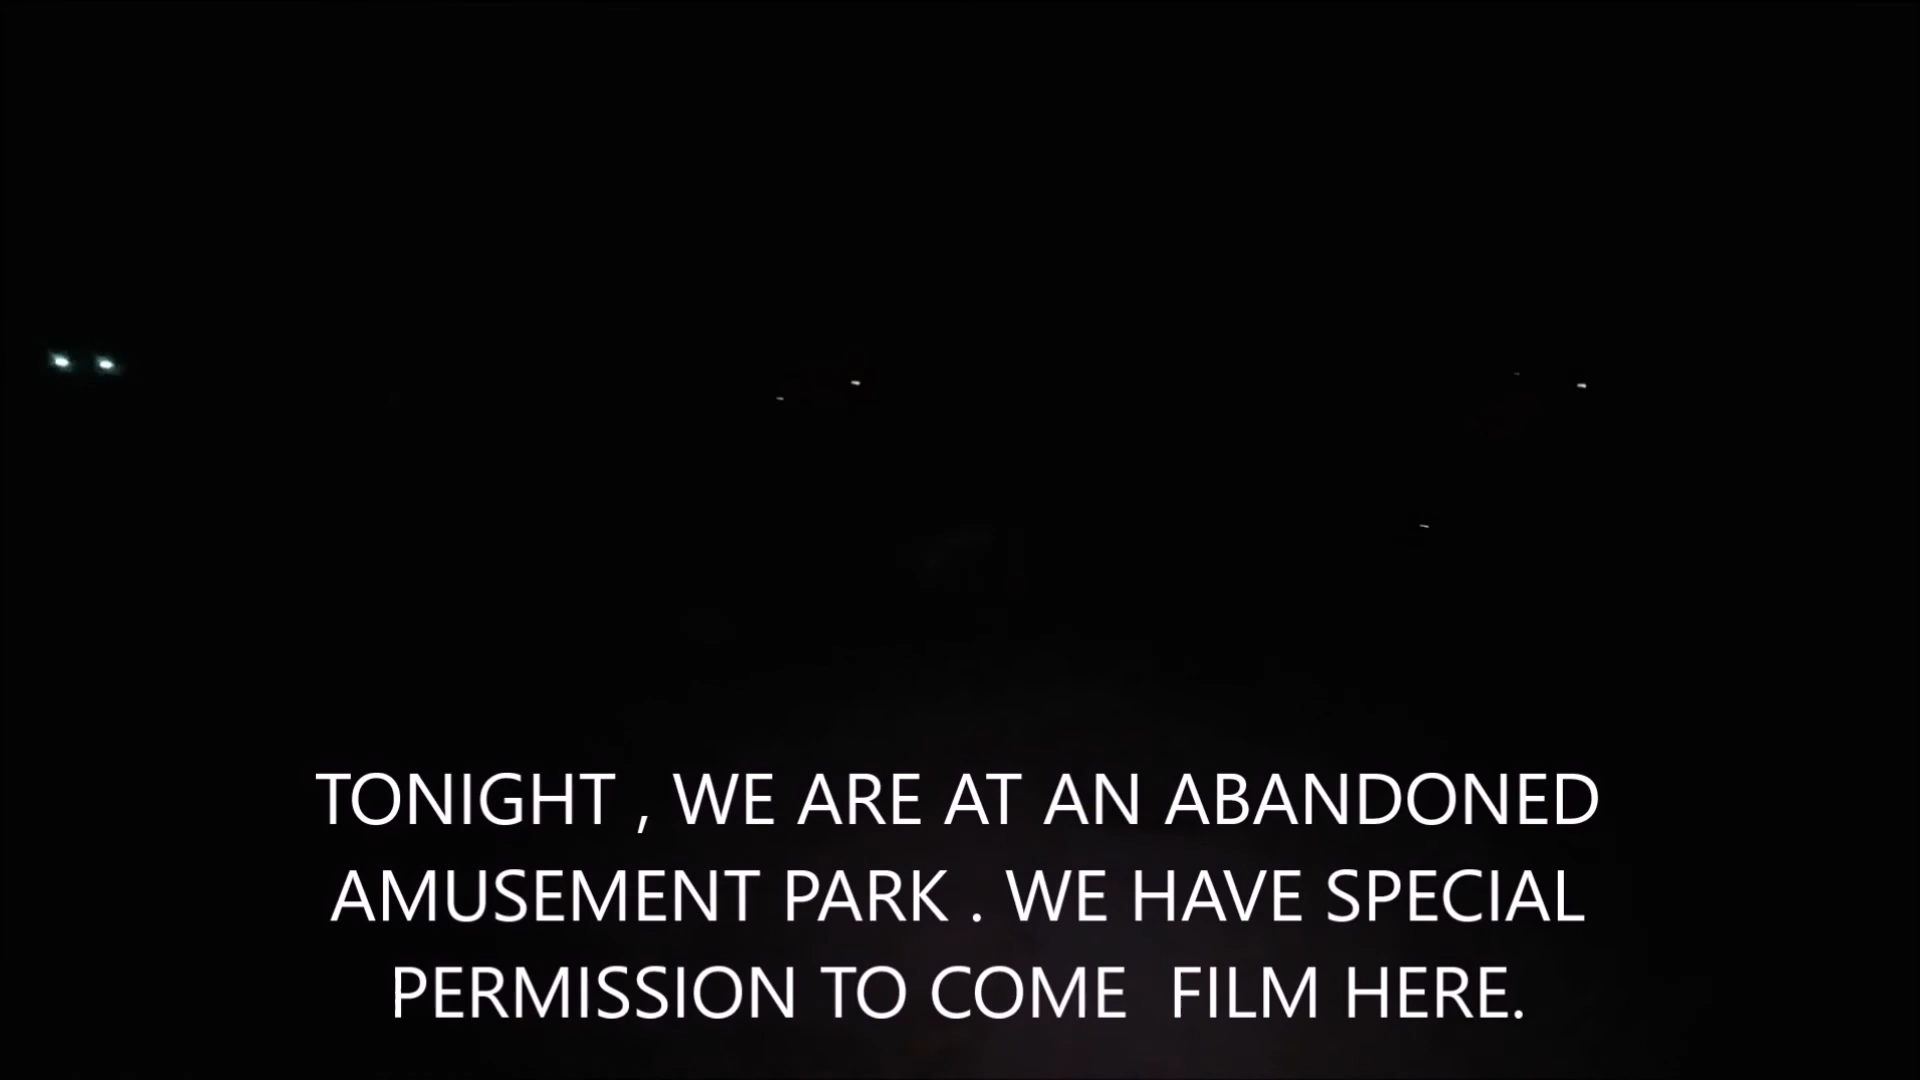 TONIGHT , WE ARE AT AN ABANDONED
AMUSEMENT PARK . WE HAVE SPECIAL
PERMISSION TO COME  FILM HERE.